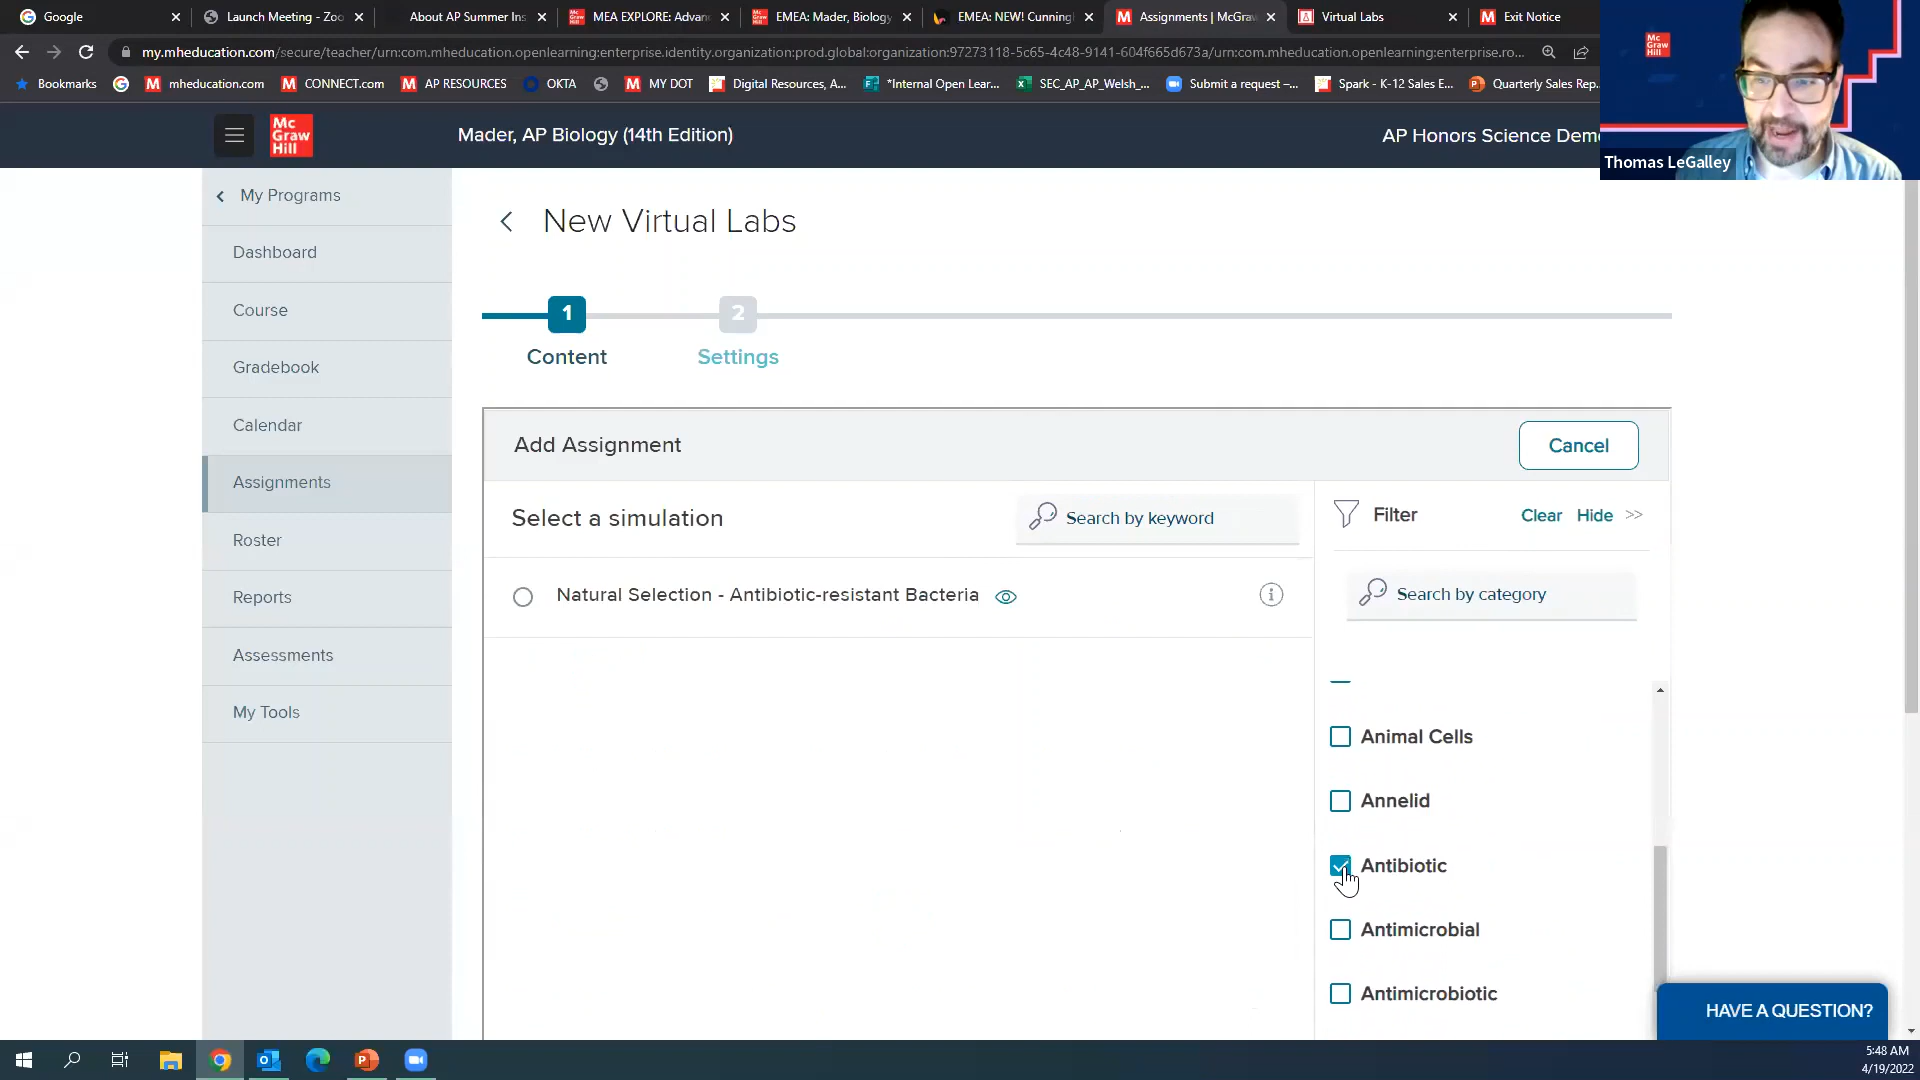 Google
Launch Meeting - Zoo
About AP Summer Ins
MEA EXPLORE: Advan
EMEA: Mader, Biology
EMEA: NEW! Cunning
Assignments | McGraw
Virtual Labs
Exit Notice
my.mheducation.com/secure/teacher/urn:com.mheducation.openlearning:enterprise.identity.organization:prod.global:organization:97273118-5c65-4c48-9141-604f665d673a/urn:com.mheducation.openlearning:enterprise.ro...
Bookmarks
mheducation.com
CONNECT.com
AP RESOURCES
OKTA
MY DOT
Digital Resources, A...
*Internal Open Lear...
SEC_AP_AP_Welsh_...
Submit a request –...
Spark - K-12 Sales E...
Quarterly Sales Rep...
Mc
Graw
Hill
Mader, AP Biology (14th Edition)
AP Honors Science Demo
Mc
Graw
Hill
Thomas LeGalley
My Programs
Dashboard
Course
Gradebook
Calendar
Assignments
Roster
Reports
Assessments
My Tools
New Virtual Labs
1
2
Content
Settings
Add Assignment
Cancel
Select a simulation
Search by keyword
Natural Selection - Antibiotic-resistant Bacteria
Filter
Clear
Hide >>
Search by category
Animal Cells
Annelid
Antibiotic
Antimicrobial
Antimicrobiotic
HAVE A QUESTION?
5:48 AM
4/19/2022